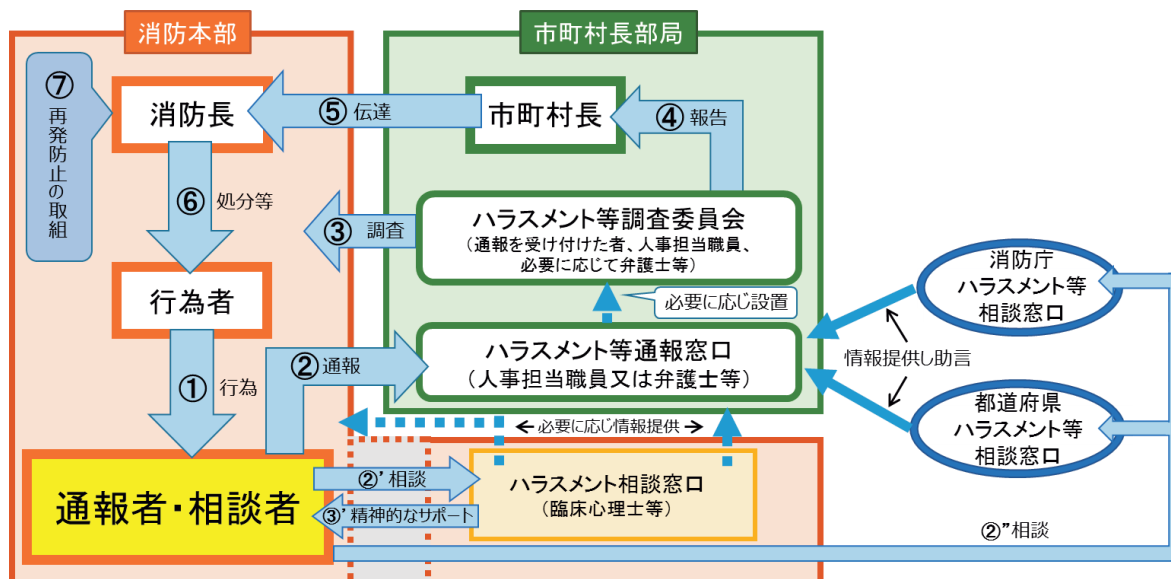 消防本部
市町村長部局
⑦
再発防止の取組
消防長
⑤ 伝達
市町村長
④ 報告
⑥ 処分等
③ 調査
ハラスメント等調査委員会
(通報を受け付けた者、人事担当職員、
必要に応じて弁護士等)
必要に応じ設置
行為者
① 行為
② 通報
ハラスメント等通報窓口
(人事担当職員又は弁護士等)
消防庁
ハラスメント等
相談窓口
情報提供し助言
都道府県
ハラスメント等
相談窓口
必要に応じ情報提供
通報者・相談者
②’相談
③’精神的なサポート
ハラスメント相談窓口
(臨床心理士等)
②”相談